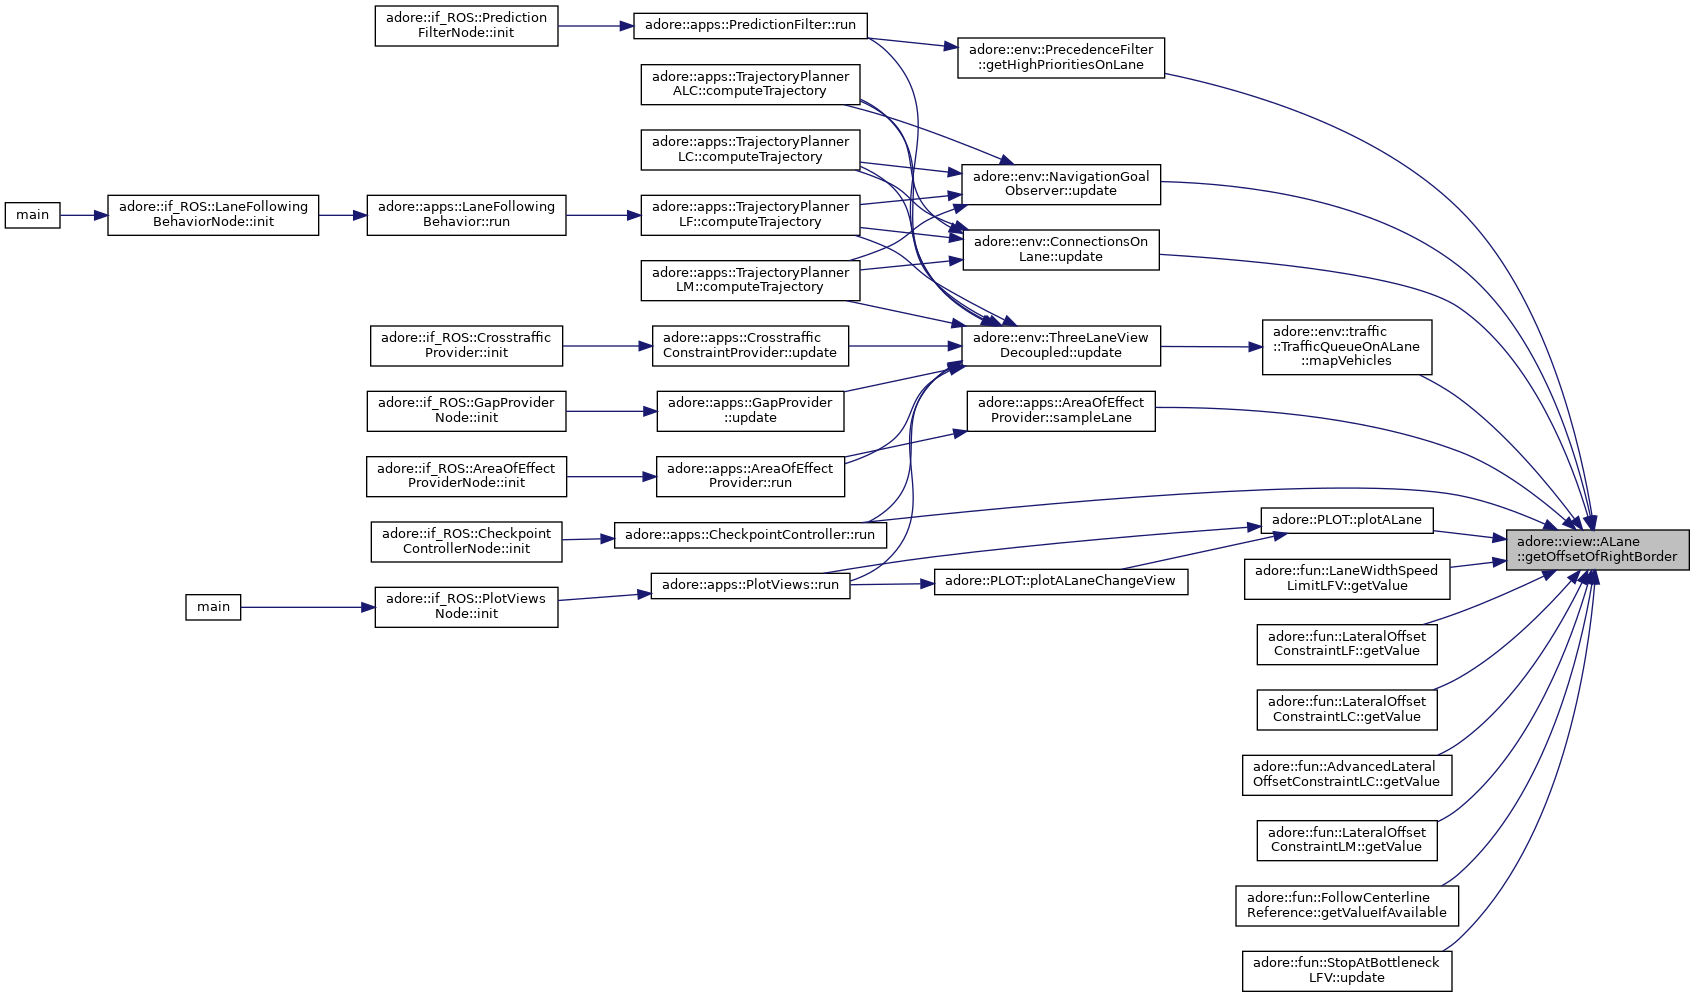 main
adore::if_ROS::LaneFollowing
BehaviorNode::init
main
adore::if_ROS::Prediction
FilterNode::init
adore::apps::LaneFollowing
Behavior::run
adore::if_ROS::Crosstraffic
Provider::init
adore::if_ROS::GapProvider
Node::init
adore::if_ROS::AreaOfEffect
ProviderNode::init
adore::if_ROS::Checkpoint
ControllerNode::init
adore::if_ROS::PlotViews
Node::init
adore::apps::PredictionFilter::run
adore::apps::TrajectoryPlanner
ALC::computeTrajectory
adore::apps::TrajectoryPlanner
LC::computeTrajectory
adore::apps::TrajectoryPlanner
LF::computeTrajectory
adore::apps::TrajectoryPlanner
LM::computeTrajectory
adore::apps::Crosstraffic
ConstraintProvider::update
adore::apps::GapProvider
::update
adore::apps::AreaOfEffect
Provider::run
adore::apps::CheckpointController::run
adore::apps::PlotViews::run
adore::env::PrecedenceFilter
::getHighPrioritiesOnLane
adore::env::NavigationGoal
Observer::update
adore::env::ConnectionsOn
Lane::update
adore::env::ThreeLaneView
Decoupled::update
adore::apps::AreaOfEffect
Provider::sampleLane
adore::PLOT::plotALaneChangeView
adore::env::traffic
::TrafficQueueOnALane
::mapVehicles
adore::PLOT::plotALane
adore::fun::LaneWidthSpeed
LimitLFV::getValue
adore::fun::LateralOffset
ConstraintLF::getValue
adore::fun::LateralOffset
ConstraintLC::getValue
adore::fun::AdvancedLateral
OffsetConstraintLC::getValue
adore::fun::LateralOffset
ConstraintLM::getValue
adore::fun::FollowCenterline
Reference::getValueIfAvailable
adore::fun::StopAtBottleneck
LFV::update
adore::view::ALane
::getOffsetOfRightBorder